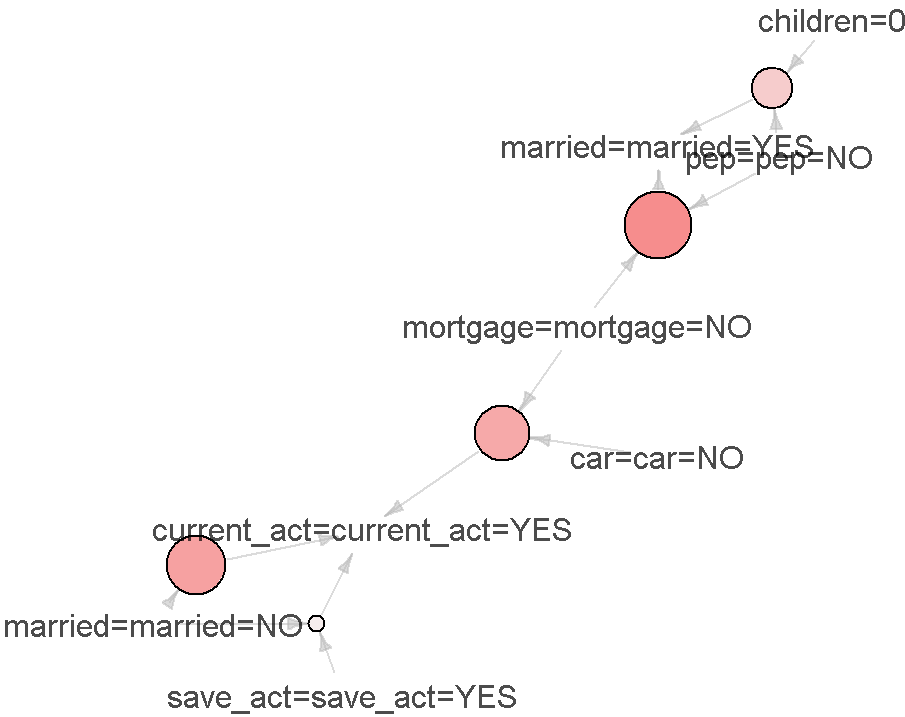 children=0
married=married=YES
pep=pep=NO
mortgage=mortgage=NO
car=car=NO
current_act=current_act=YES
married=married=NO
save_act=save_act=YES